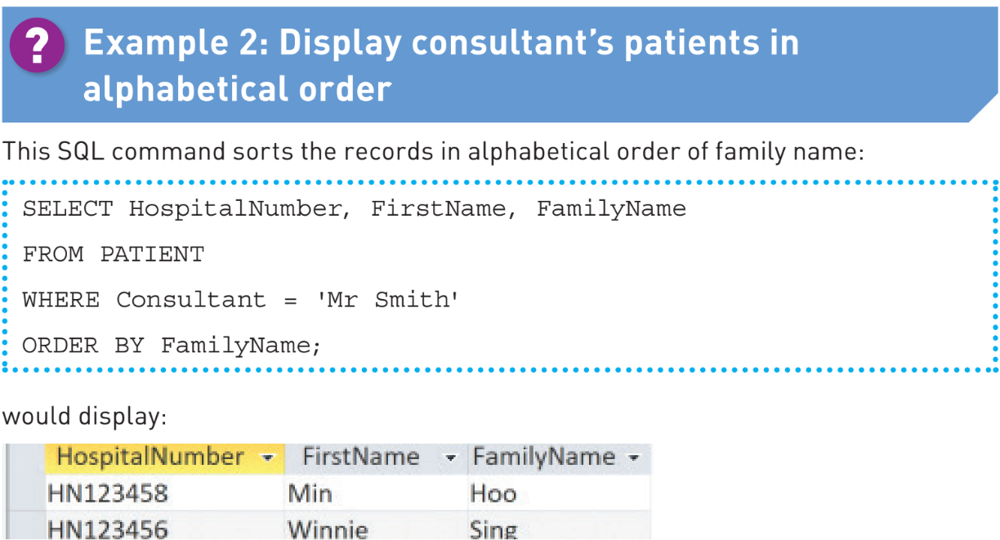 ?
Example 2: Display consultant's patients in
alphabetical order
This SQL command sorts the records in alphabetical order of family name:
SELECT HospitalNumber, FirstName, FamilyName
FROM PATIENT
WHERE Consultant = 'Mr Smith'
ORDER BY FamilyName;
would display:
HospitalNumber FirstName FamilyName
HN123458 Min Hoo
HN123456 Winnie Sing